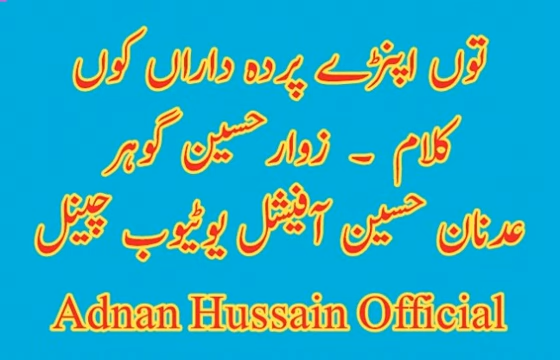 توں اپنڑے پردہ داراں کوں
کلام ۔ زوار حسین گوہر
عدنان حسین آفیشل یوٹیوب چینل
Adnan Hussain Official